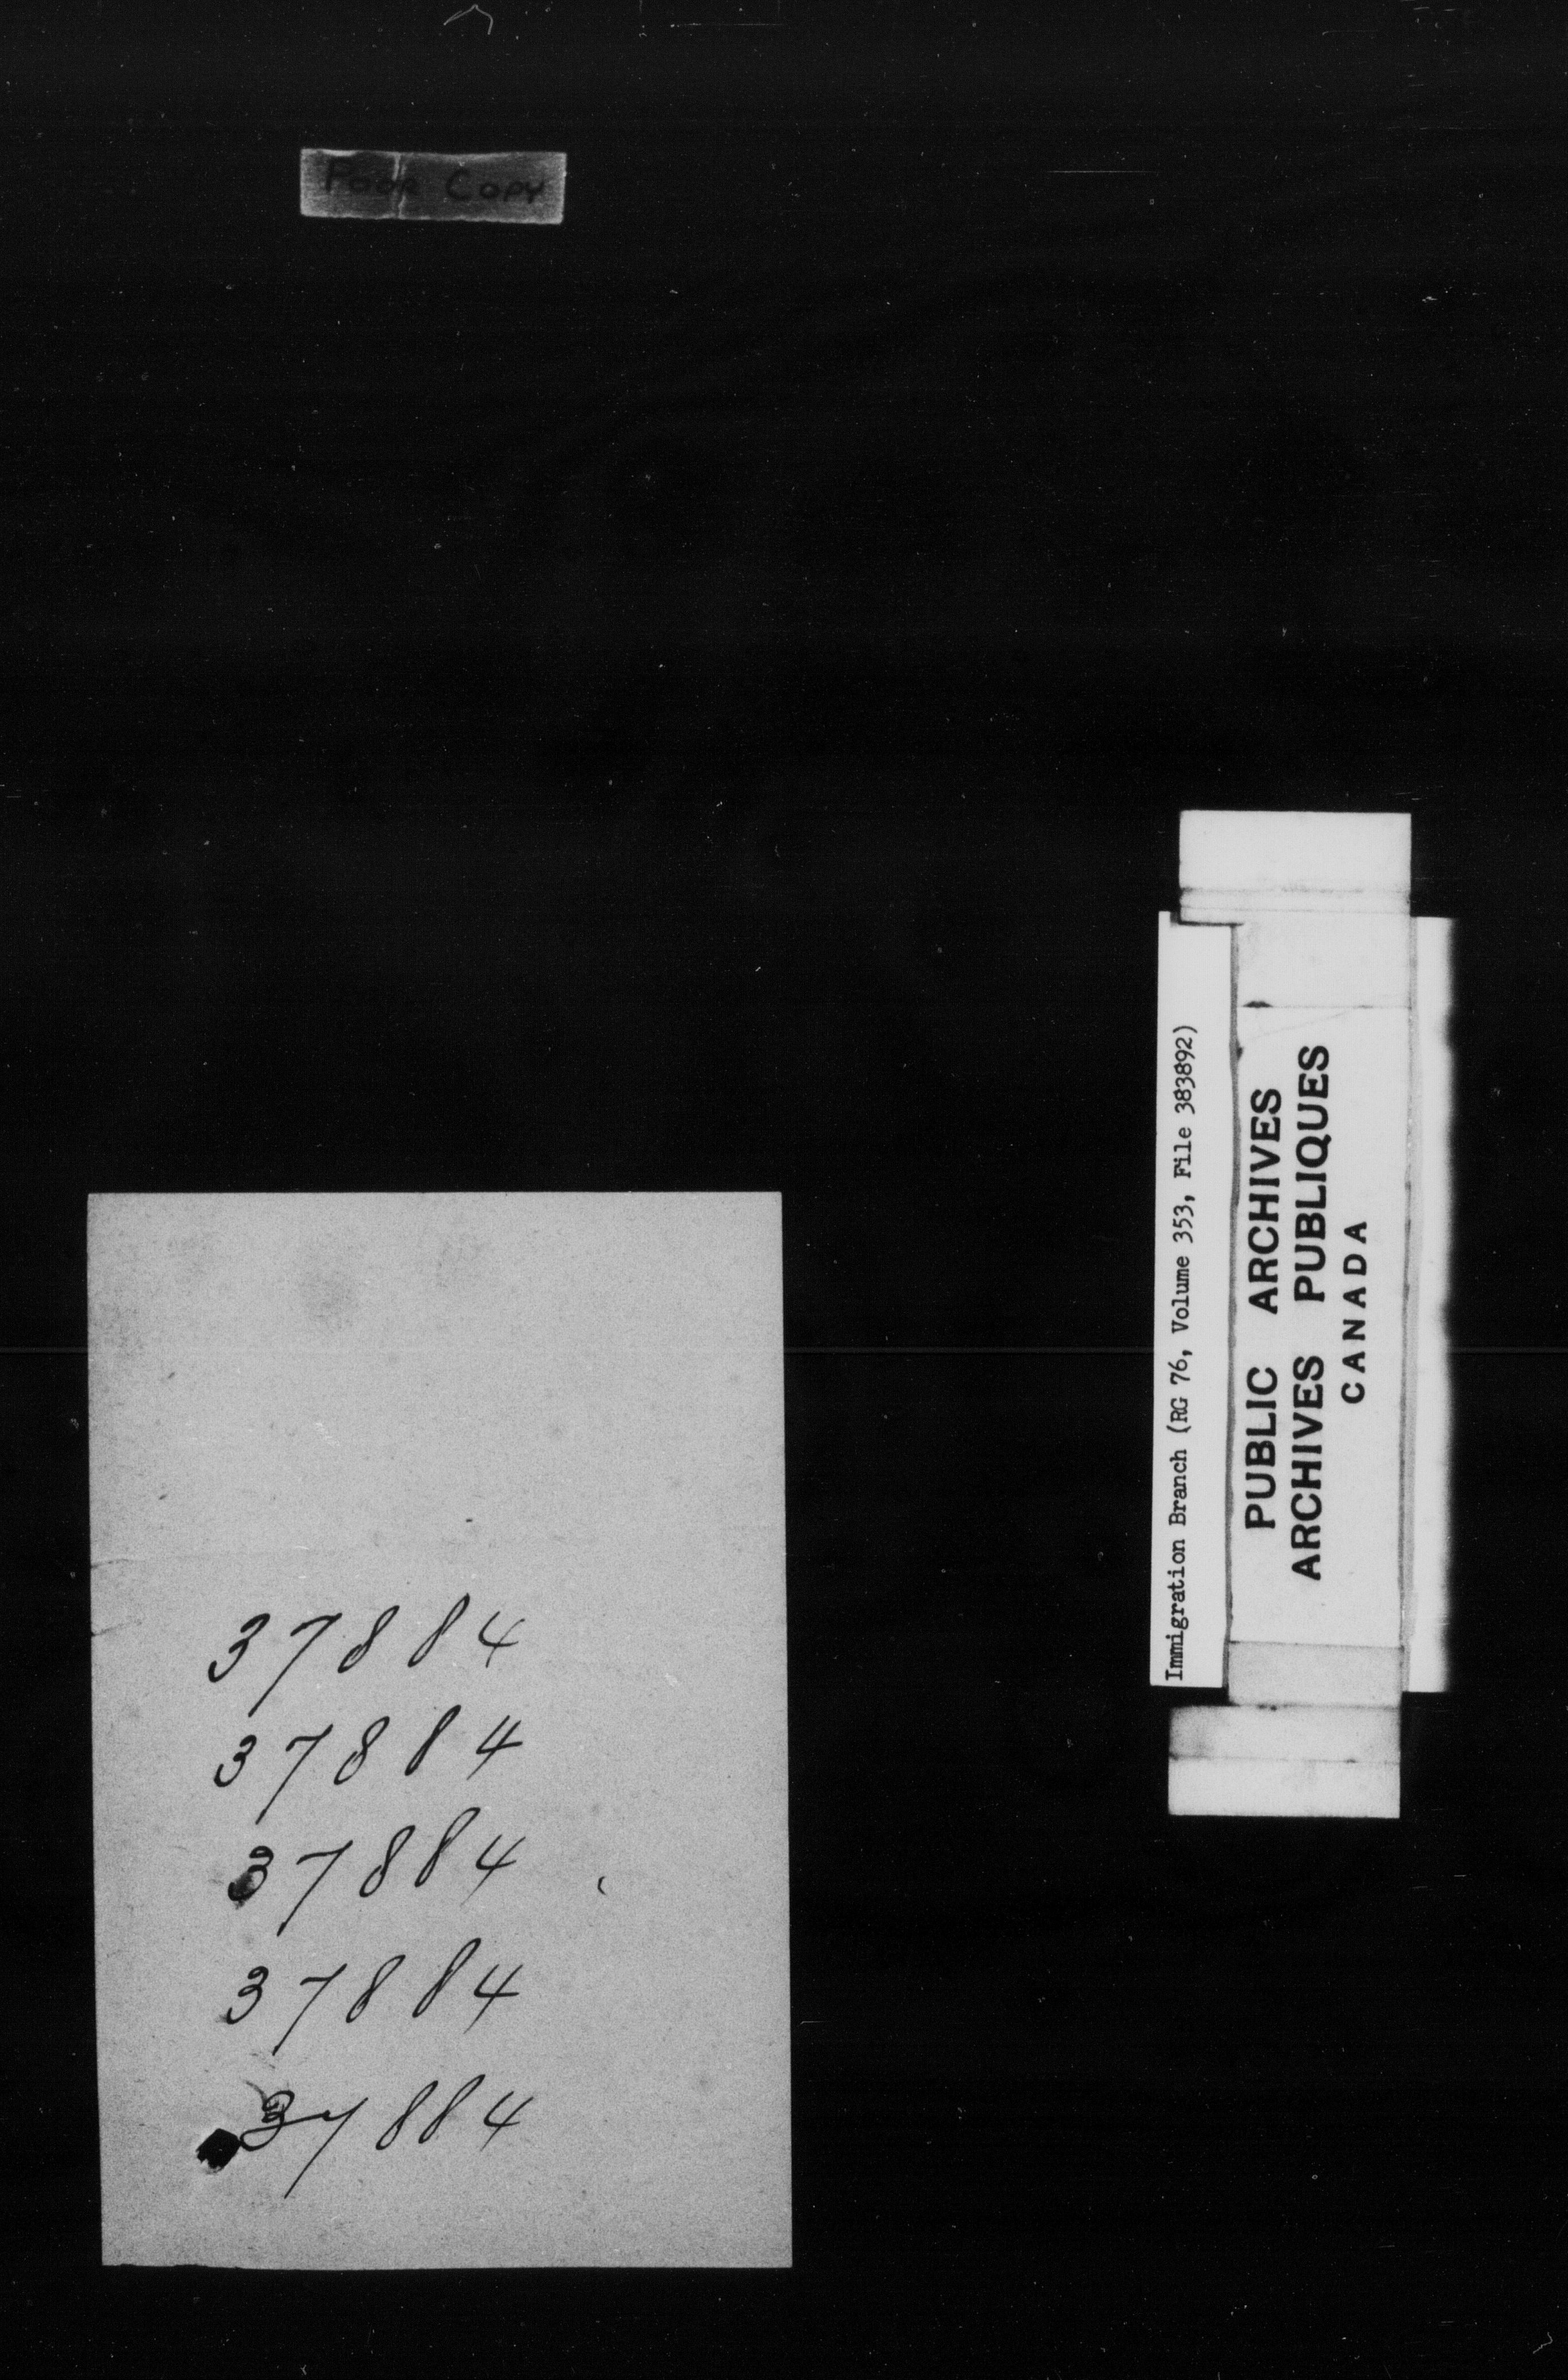 Poor Copy
37884
37884
37884
37884
37884
Immigration Branch (RG 76, Volume 353, File 383892)
PUBLIC ARCHIVES
ARCHIVES PUBLIQUES
CANADA